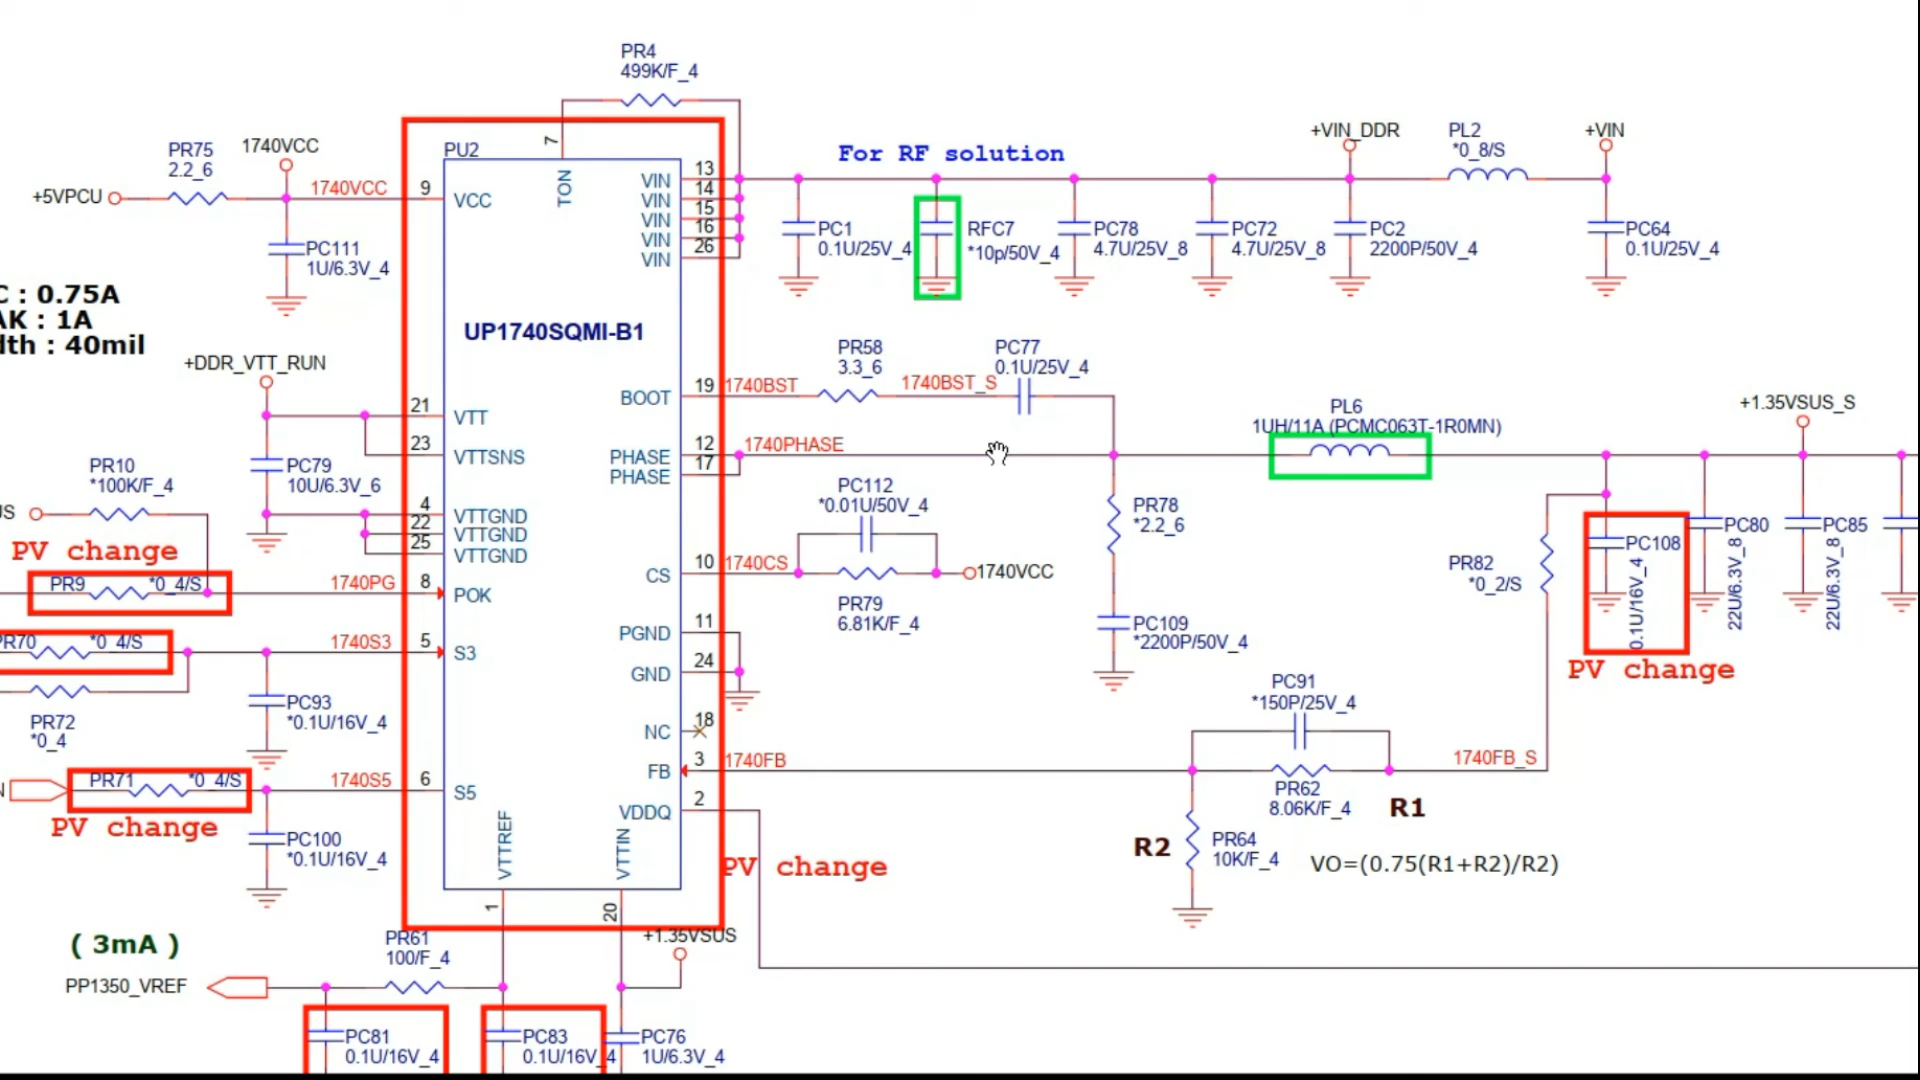 PR4
499K/F_4
+VIN_DDR
PL2
*0_8/S
+VIN
PR75
2.2_6
1740VCC
PU2
7
For RF solution
+5VPCU
1740VCC
9
VCC
TON
VIN
13
VIN
14
VIN
15
VIN
16
VIN
26
PC111
1U/6.3V_4
PC1
0.1U/25V_4
RFC7
*10p/50V_4
PC78
4.7U/25V_8
PC72
4.7U/25V_8
PC2
2200P/50V_4
PC64
0.1U/25V_4
C : 0.75A
AK : 1A
dth : 40mil
UP1740SQMI-B1
+DDR_VTT_RUN
PR58
3.3_6
PC77
0.1U/25V_4
BOOT
19
1740BST
1740BST_S
PL6
1UH/11A (PCMC063T-1R0MN)
+1.35VSUS_S
21
VTT
23
VTTSNS
PHASE
12
1740PHASE
PHASE
17
PR10
*100K/F_4
PC79
10U/6.3V_6
PC112
*0.01U/50V_4
PR78
*2.2_6
US
4
VTTGND
22
VTTGND
25
VTTGND
PC108
0.1U/16V_4
PC80
22U/6.3V_8
PC85
22U/6.3V_8
PV change
CS
10
1740CS
1740VCC
PR82
*0_2/S
PR9
*0_4/S
1740PG
8
POK
PR79
6.81K/F_4
PR70
*0_4/S
1740S3
5
S3
PGND
11
GND
24
PC109
*2200P/50V_4
PV change
PR72
*0_4
PC93
*0.1U/16V_4
NC
18
PC91
*150P/25V_4
FB
3
1740FB
1740FB_S
N
PR71
*0_4/S
1740S5
6
S5
VDDQ
2
PR62
8.06K/F_4
R1
PV change
PC100
*0.1U/16V_4
VTTREF
VTTIN
PV change
R2
PR64
10K/F_4
VO=(0.75(R1+R2)/R2)
1
20
( 3mA )
PR61
100/F_4
+1.35VSUS
PP1350_VREF
PC81
0.1U/16V_4
PC83
0.1U/16V_4
PC76
1U/6.3V_4